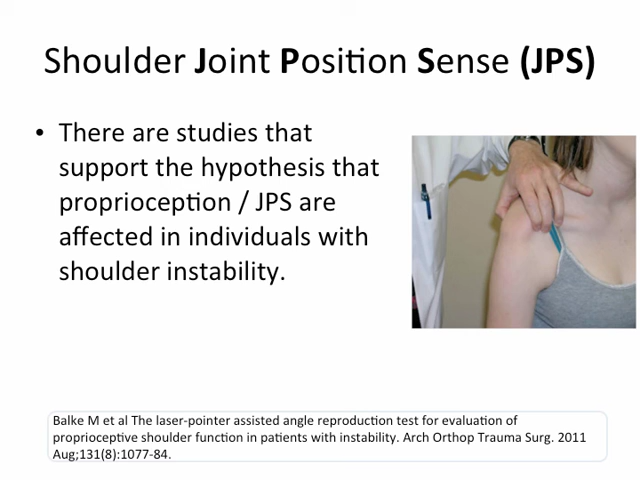 Shoulder Joint Position Sense (JPS)
• There are studies that
support the hypothesis that
proprioception / JPS are
affected in individuals with
shoulder instability.
Balke M et al The laser-pointer assisted angle reproduction test for evaluation of
proprioceptive shoulder function in patients with instability. Arch Orthop Trauma Surg. 2011
Aug;131(8):1077-84.